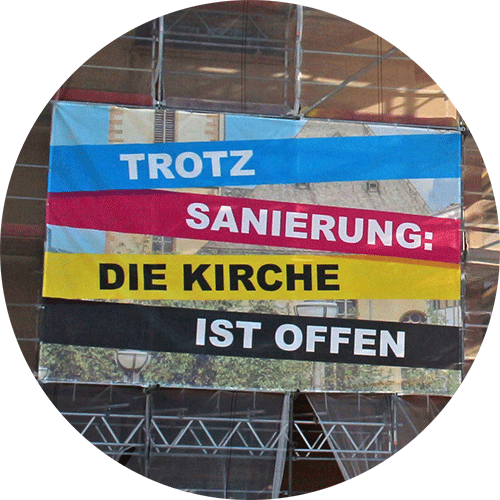 TROTZ
SANIERUNG:
DIE KIRCHE
IST OFFEN